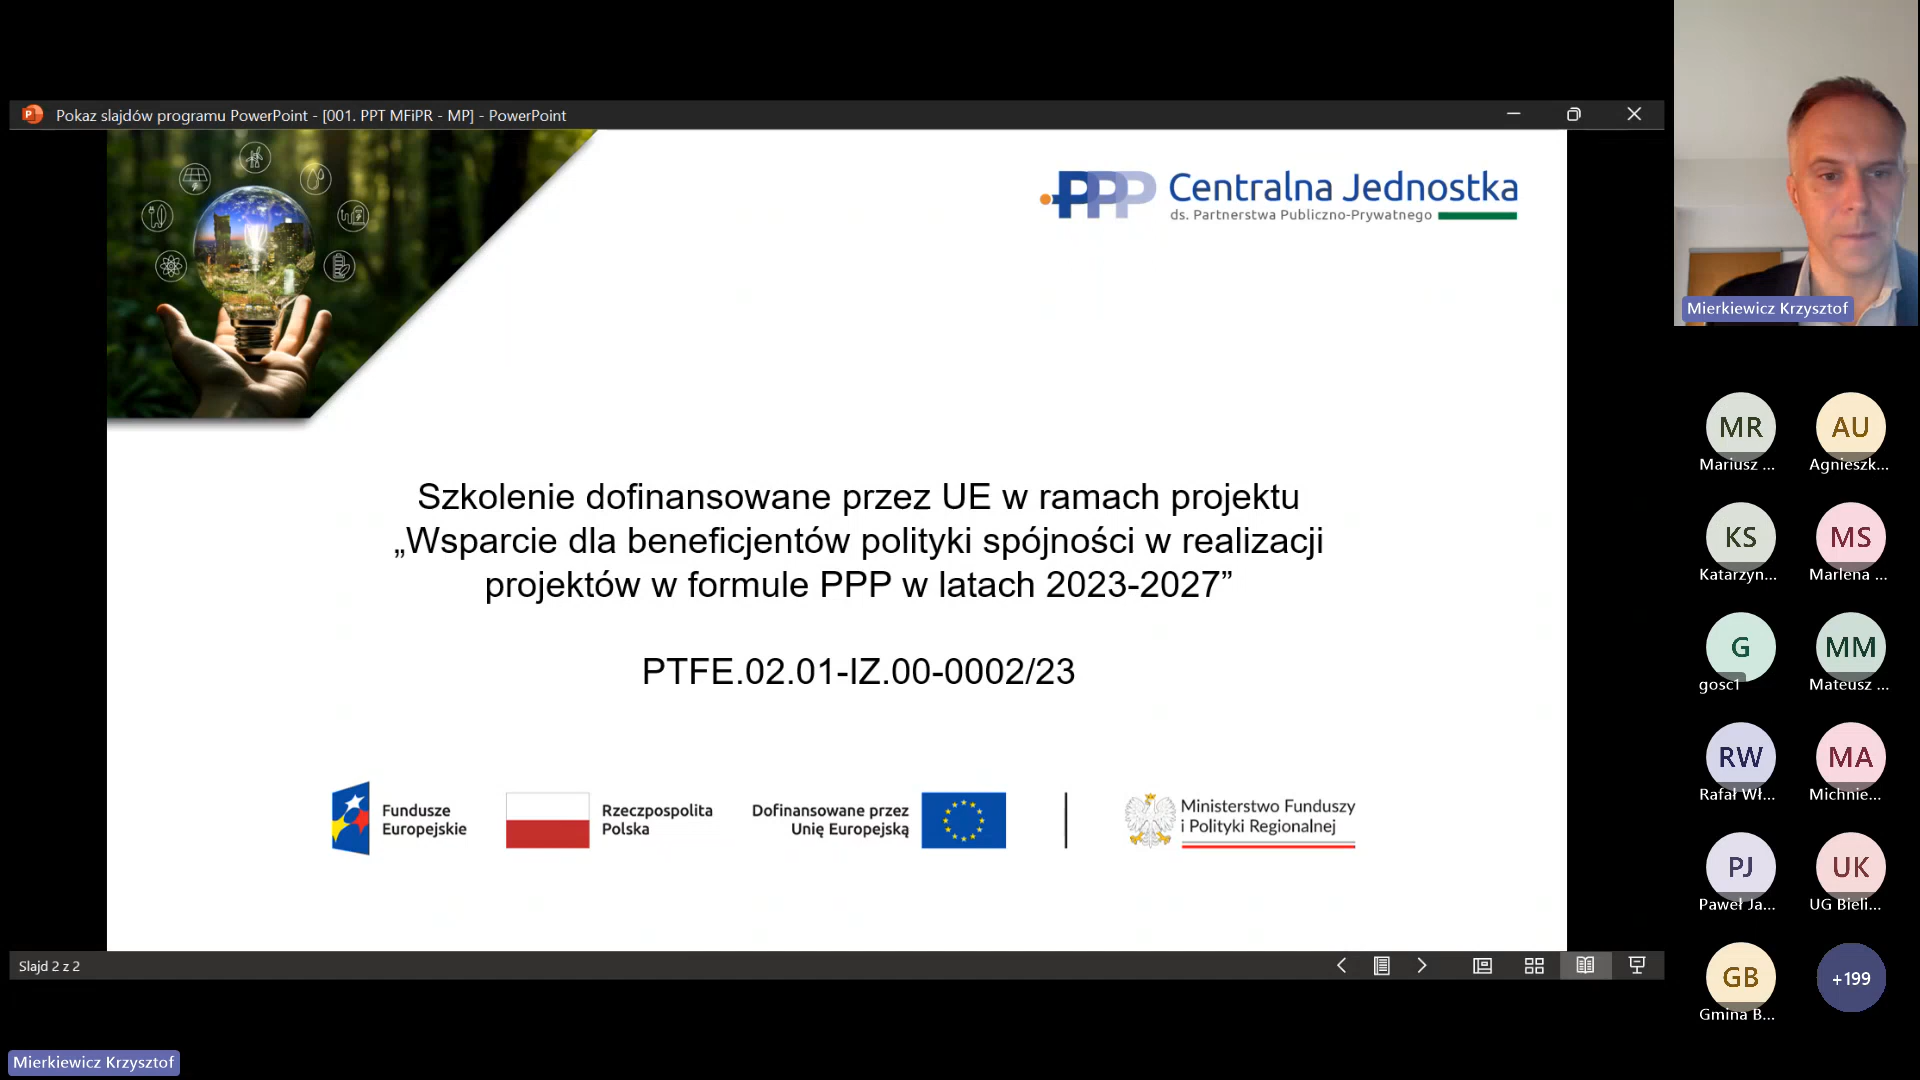 Pokaz slajdów programu PowerPoint - [001. PPT MFiPR - MP] - PowerPoint
PPP Centralna Jednostka
ds. Partnerstwa Publiczno-Prywatnego
Szkolenie dofinansowane przez UE w ramach projektu
„Wsparcie dla beneficjentów polityki spójności w realizacji
projektów w formule PPP w latach 2023-2027”
PTFE.02.01-IZ.00-0002/23
Fundusze
Europejskie
Rzeczpospolita
Polska
Dofinansowane przez
Unię Europejską
Ministerstwo Funduszy
i Polityki Regionalnej
Slajd 2 z 2
Mierkiewicz Krzysztof
Mierkiewicz Krzysztof
MR
Mariusz ...
AU
Agnieszk...
KS
Katarzyn...
MS
Marlena ...
G
gosc1
MM
Mateusz ...
RW
Rafał Wł...
MA
Michnie...
PJ
Paweł Ja...
UK
UG Bieli...
GB
Gmina B...
+199